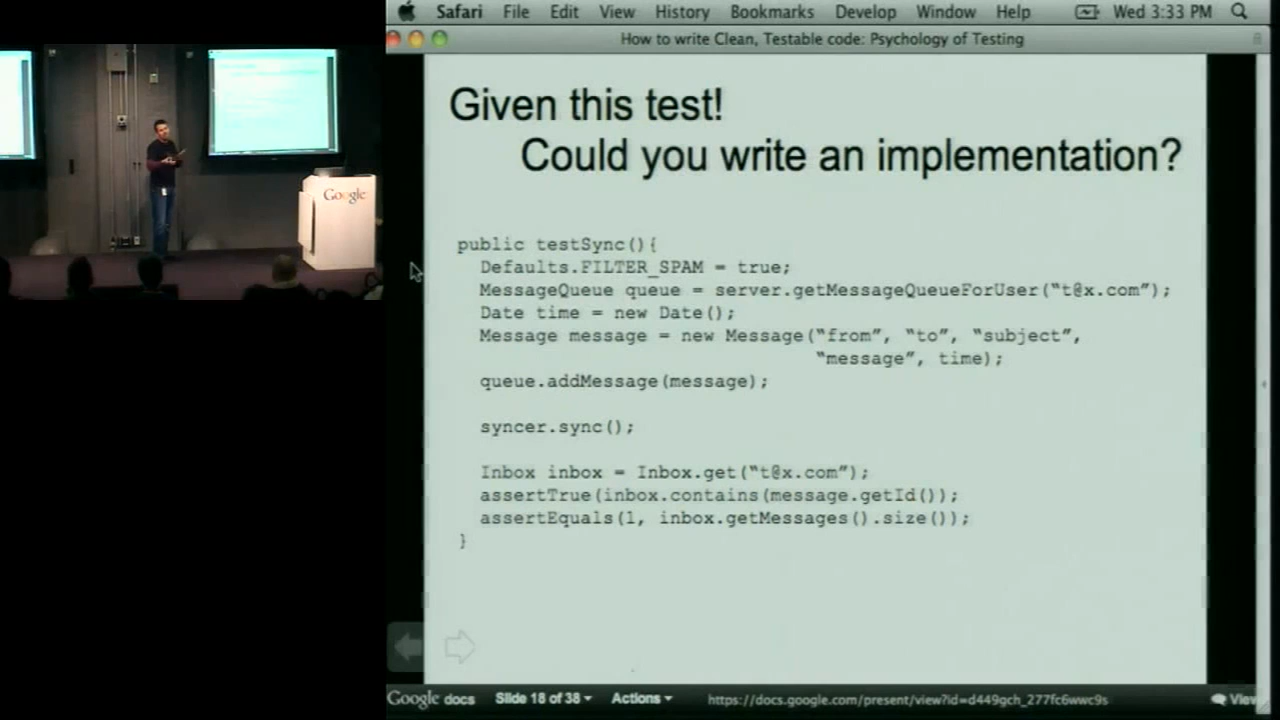 Safari File Edit View History Bookmarks Develop Window Help Wed 3:33 PM
How to write Clean, Testable code: Psychology of Testing
Given this test!
Could you write an implementation?
public testSync(){
Defaults.FILTER_SPAM = true;
MessageQueue queue = server.getMessageQueueForUser(“t@x.com”);
Date time = new Date();
Message message = new Message(“from”, “to”, “subject”,
“message”, time);
queue.addMessage(message);
syncer.sync();
Inbox inbox = Inbox.get(“t@x.com”);
assertTrue(inbox.contains(message.getId());
assertEquals(1, inbox.getMessages().size());
}
Google
Google docs Slide 18 of 38 Actions https://docs.google.com/present/view?id=d449gch_277fc6wwc9s View